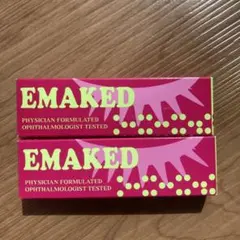 EMAKED
PHYSICIAN FORMULATED
OPHTHALMOLOGIST TESTED
EMAKED
PHYSICIAN FORMULATED
OPHTHALMOLOGIST TESTED